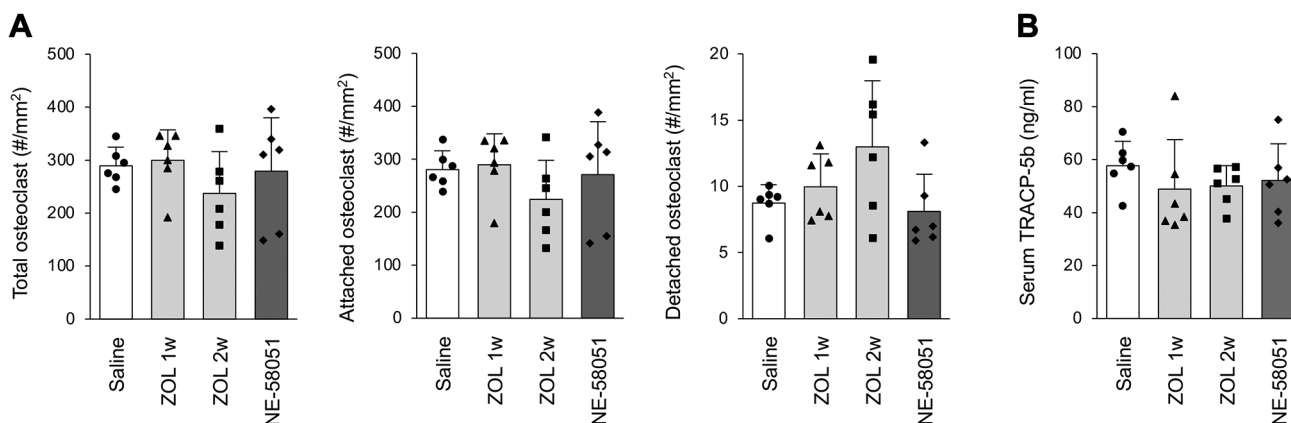 A
B
Total osteoclast (#/mm²)
500
400
300
200
100
0
Saline
ZOL 1w
ZOL 2w
NE-58051
Attached osteoclast (#/mm²)
500
400
300
200
100
0
Saline
ZOL 1w
ZOL 2w
NE-58051
Detached osteoclast (#/mm²)
20
15
10
5
0
Saline
ZOL 1w
ZOL 2w
NE-58051
Serum TRACP-5b (ng/ml)
100
80
60
40
20
0
Saline
ZOL 1w
ZOL 2w
NE-58051